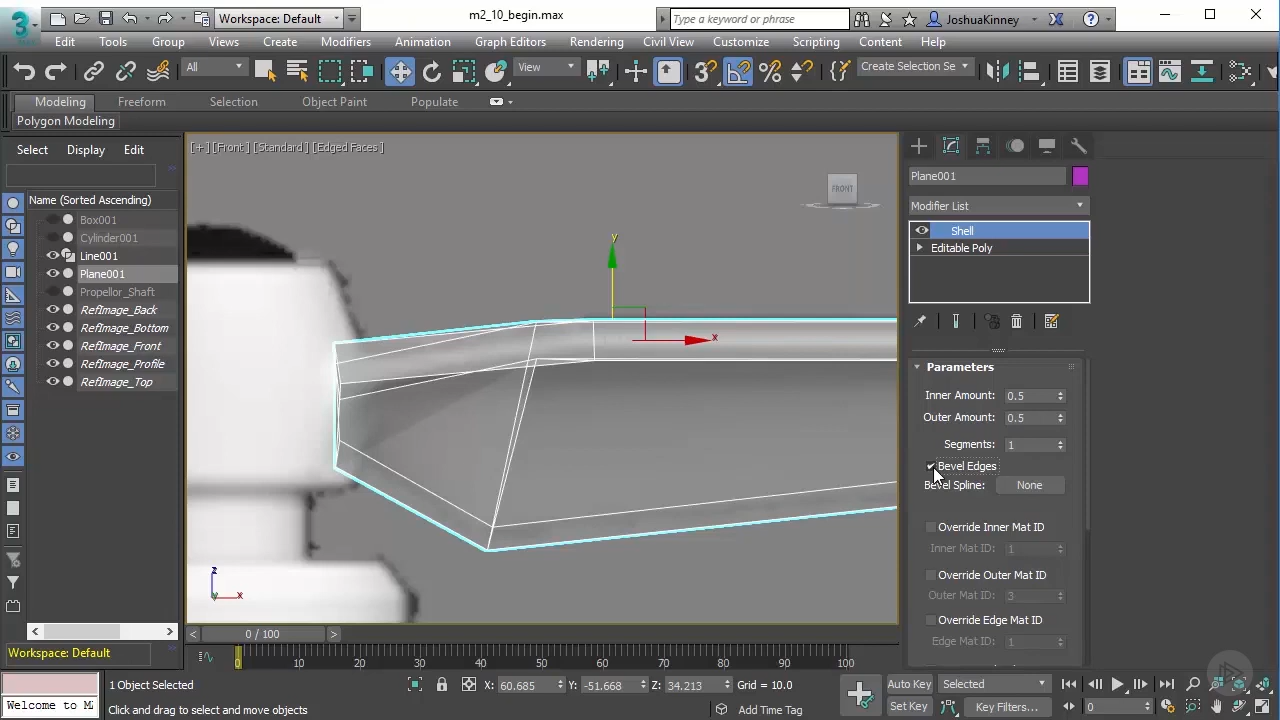 3
MAX
Workspace: Default
m2_10_begin.max
Type a keyword or phrase
JoshuaKinney
Edit Tools Group Views Create Modifiers Animation Graph Editors Rendering Civil View Customize Scripting Content Help
All
View
3
Create Selection Se
Modeling Freeform Selection Object Paint Populate
Polygon Modeling
Select Display Edit
Name (Sorted Ascending)
Box001
Cylinder001
Line001
Plane001
Propellor_Shaft
RefImage_Back
RefImage_Bottom
RefImage_Front
RefImage_Profile
RefImage_Top
[+] [Front] [Standard] [Edged Faces]
FRONT
y
x
z
y
x
Plane001
Modifier List
Shell
Editable Poly
Parameters
Inner Amount: 0.5
Outer Amount: 0.5
Segments: 1
Bevel Edges
Bevel Spline: None
Override Inner Mat ID
Inner Mat ID: 1
Override Outer Mat ID
Outer Mat ID: 3
Override Edge Mat ID
Edge Mat ID: 1
< 0 / 100 >
Workspace: Default
0 10 20 30 40 50 60 70 80 90 100
1 Object Selected
X: 60.685 Y: -51.668 Z: 34.213 Grid = 10.0
Auto Key Selected
Welcome to MA
Click and drag to select and move objects
Add Time Tag
Set Key Key Filters... 0